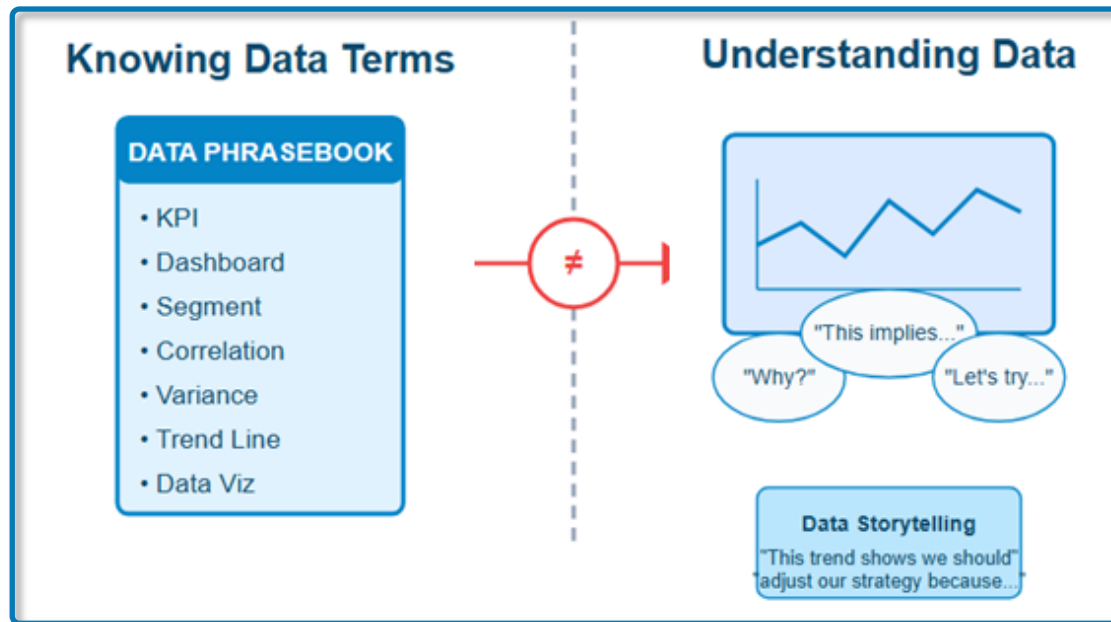 Knowing Data Terms
DATA PHRASEBOOK
• KPI
• Dashboard
• Segment
• Correlation
• Variance
• Trend Line
• Data Viz
≠
Understanding Data
"This implies..."
"Why?"
"Let's try..."
Data Storytelling
"This trend shows we should"
"adjust our strategy because..."